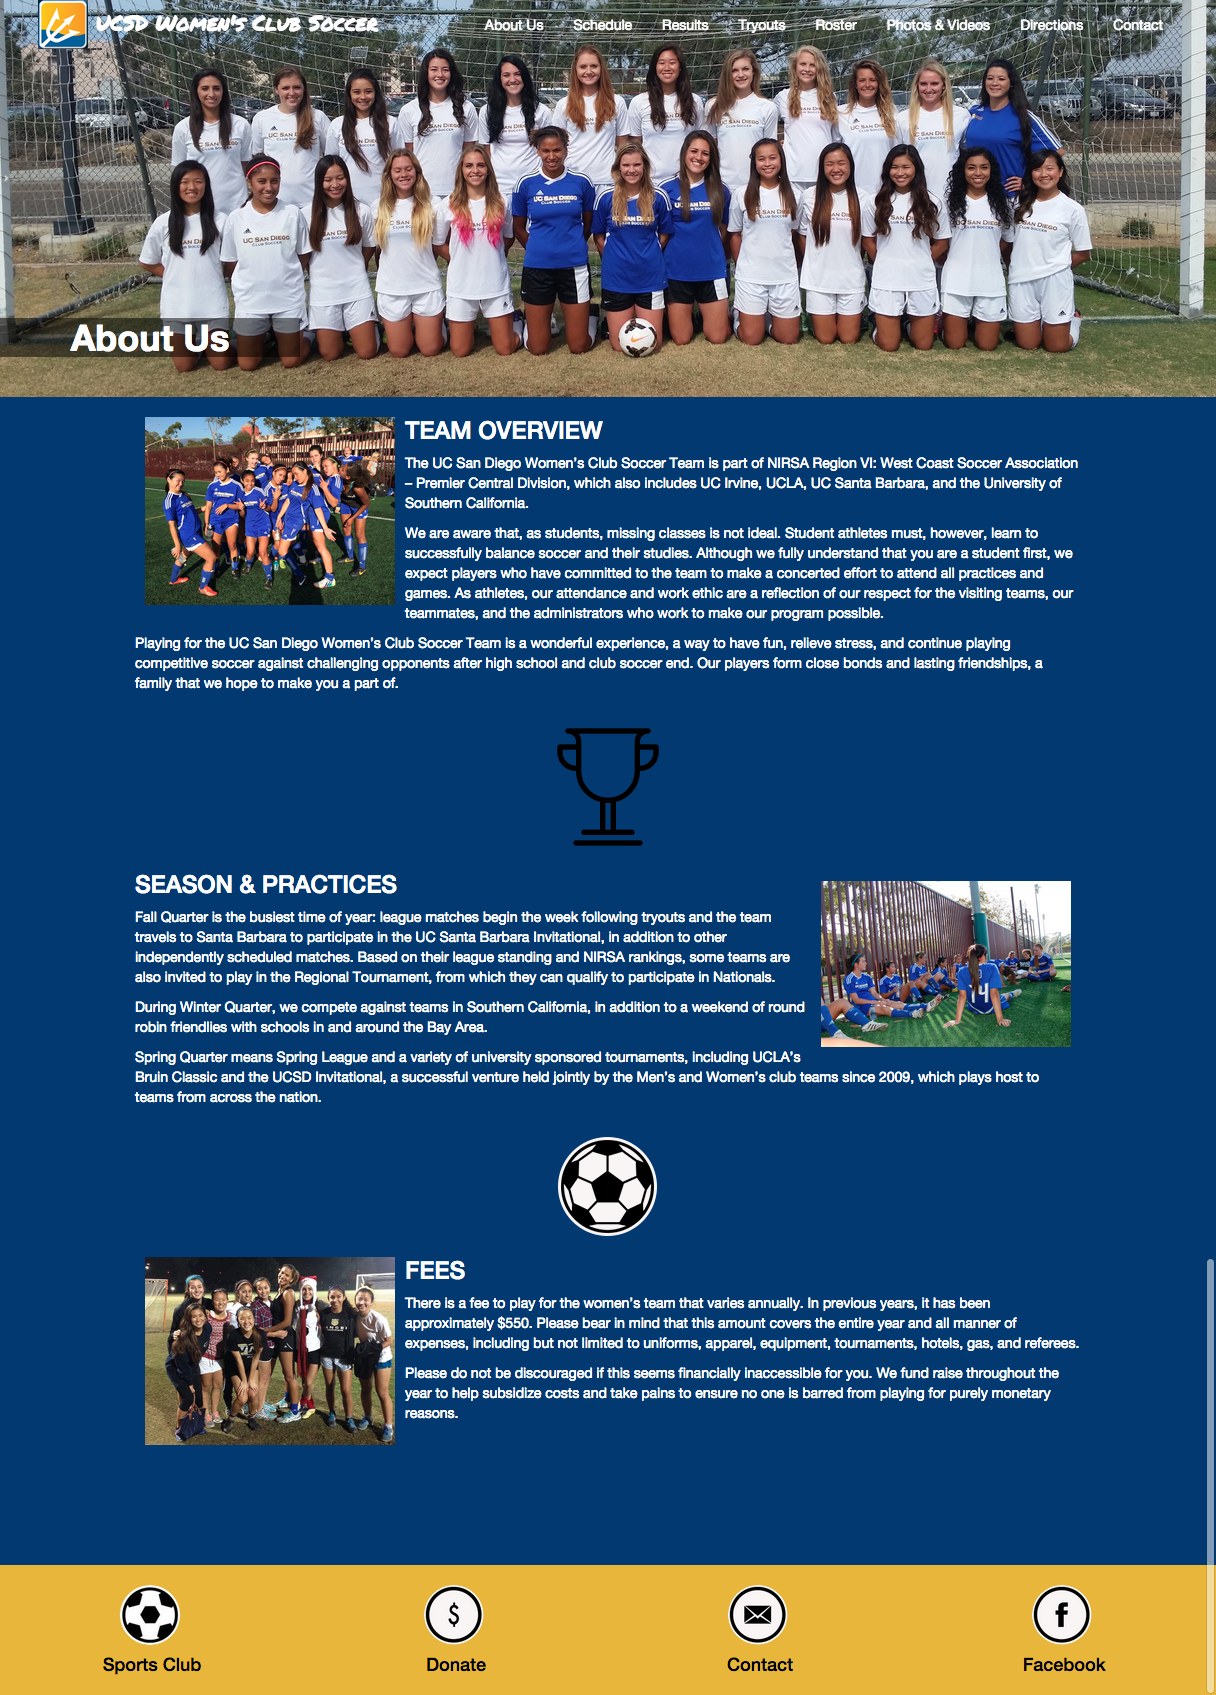 UCSD Women's Club Soccer
About Us Schedule Results Tryouts Roster Photos & Videos Directions Contact
UC San Diego
Club Soccer
About Us
TEAM OVERVIEW
The UC San Diego Women's Club Soccer Team is part of NIRSA Region VI: West Coast Soccer Association
– Premier Central Division, which also includes UC Irvine, UCLA, UC Santa Barbara, and the University of
Southern California.
We are aware that, as students, missing classes is not ideal. Student athletes must, however, learn to
successfully balance soccer and their studies. Although we fully understand that you are a student first, we
expect players who have committed to the team to make a concerted effort to attend all practices and
games. As athletes, our attendance and work ethic are a reflection of our respect for the visiting teams, our
teammates, and the administrators who work to make our program possible.
Playing for the UC San Diego Women's Club Soccer Team is a wonderful experience, a way to have fun, relieve stress, and continue playing
competitive soccer against challenging opponents after high school and club soccer end. Our players form close bonds and lasting friendships, a
family that we hope to make you a part of.
SEASON & PRACTICES
Fall Quarter is the busiest time of year: league matches begin the week following tryouts and the team
travels to Santa Barbara to participate in the UC Santa Barbara Invitational, in addition to other
independently scheduled matches. Based on their league standing and NIRSA rankings, some teams are
also invited to play in the Regional Tournament, from which they can qualify to participate in Nationals.
During Winter Quarter, we compete against teams in Southern California, in addition to a weekend of round
robin friendlies with schools in and around the Bay Area.
Spring Quarter means Spring League and a variety of university sponsored tournaments, including UCLA's
Bruin Classic and the UCSD Invitational, a successful venture held jointly by the Men's and Women's club teams since 2009, which plays host to
teams from across the nation.
14
FEES
There is a fee to play for the women's team that varies annually. In previous years, it has been
approximately $550. Please bear in mind that this amount covers the entire year and all manner of
expenses, including but not limited to uniforms, apparel, equipment, tournaments, hotels, gas, and referees.
Please do not be discouraged if this seems financially inaccessible for you. We fund raise throughout the
year to help subsidize costs and take pains to ensure no one is barred from playing for purely monetary
reasons.
$
f
Sports Club Donate Contact Facebook